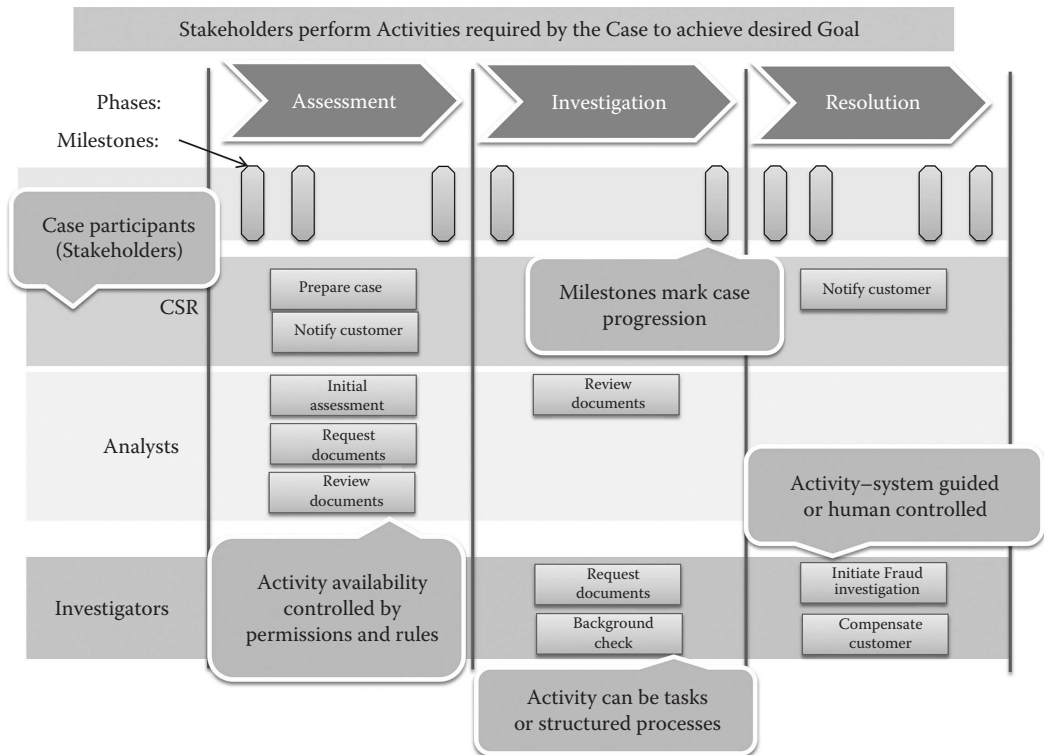 Stakeholders perform Activities required by the Case to achieve desired Goal
Phases:
Assessment
Investigation
Resolution
Milestones:
Case participants
(Stakeholders)
CSR
Prepare case
Notify customer
Milestones mark case
progression
Notify customer
Analysts
Initial
assessment
Request
documents
Review
documents
Review
documents
Activity–system guided
or human controlled
Activity availability
controlled by
permissions and rules
Investigators
Request
documents
Background
check
Initiate Fraud
investigation
Compensate
customer
Activity can be tasks
or structured processes